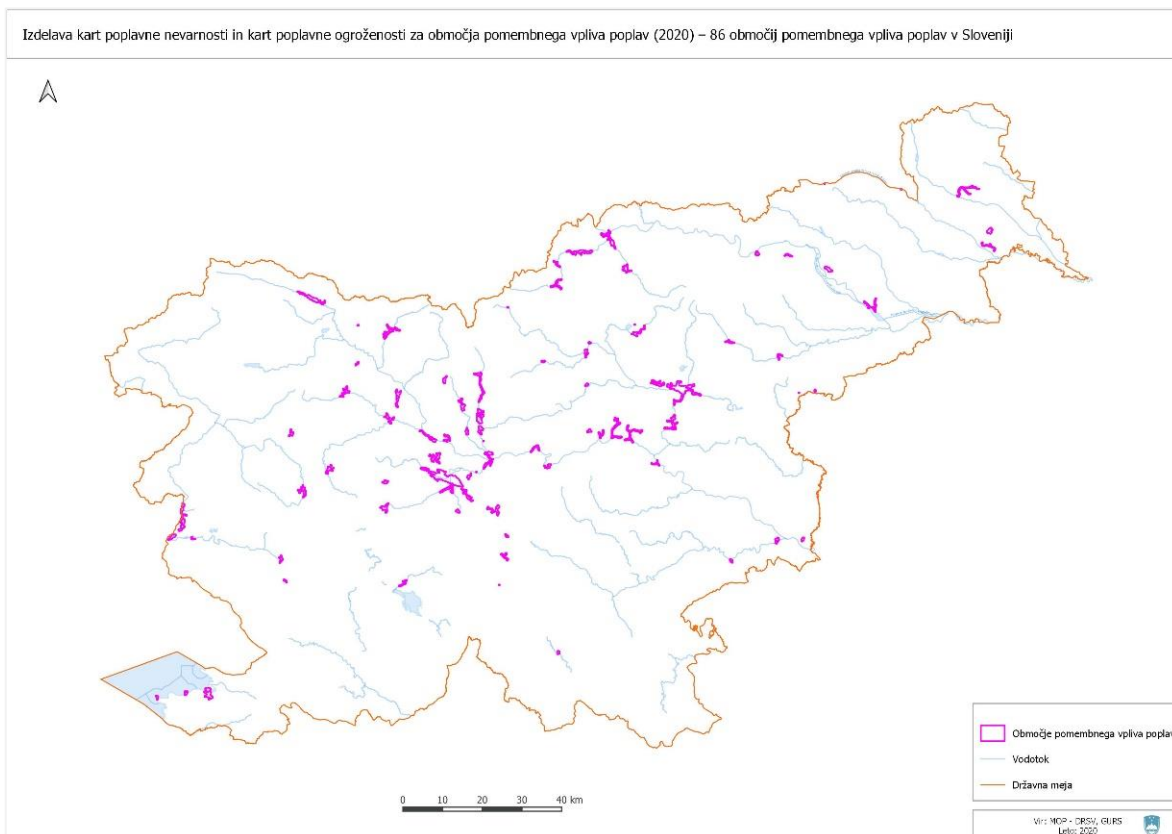 Izdelava kart poplavne nevarnosti in kart poplavne ogroženosti za območja pomembnega vpliva poplav (2020) – 86 območij pomembnega vpliva poplav v Sloveniji
Območje pomembnega vpliva poplav
Vodotok
Državna meja
0 10 20 30 40 km
Vir: MOP - DRSV, GURS
Leto: 2020